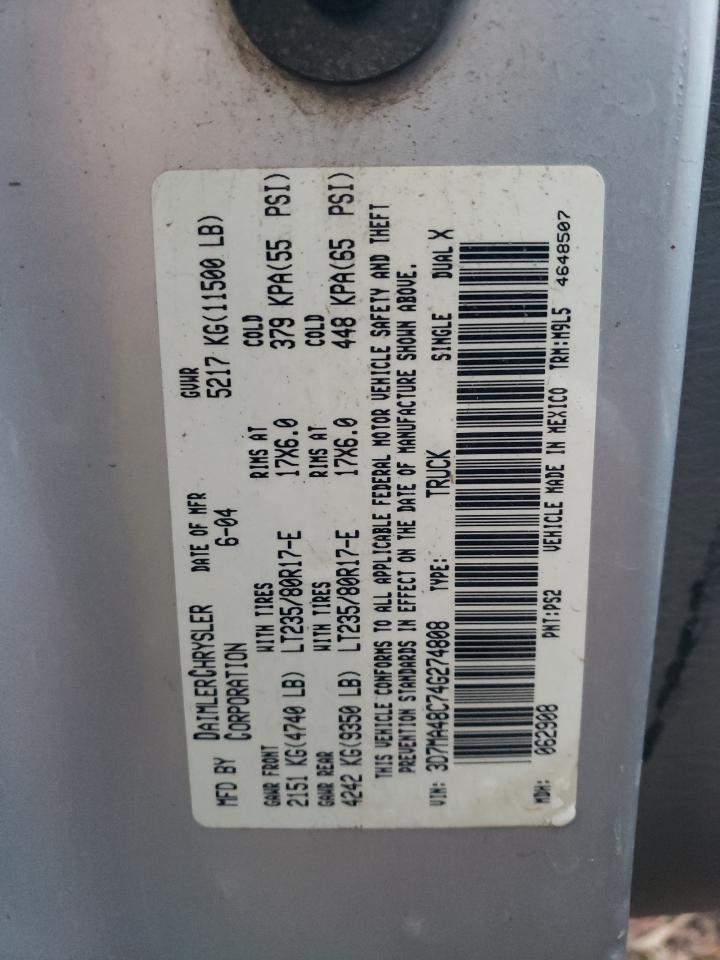 MFD BY DAIMLERCHRYSLER CORPORATION
DATE OF MFR 6-04
GVWR 5217 KG(11500 LB)
GAWR FRONT WITH TIRES RIMS AT COLD
2151 KG(4740 LB) LT235/80R17-E 17X6.0 379 KPA(55 PSI)
GAWR REAR WITH TIRES RIMS AT COLD
4242 KG(9350 LB) LT235/80R17-E 17X6.0 448 KPA(65 PSI)
THIS VEHICLE CONFORMS TO ALL APPLICABLE FEDERAL MOTOR VEHICLE SAFETY AND THEFT
PREVENTION STANDARDS IN EFFECT ON THE DATE OF MANUFACTURE SHOWN ABOVE.
VIN: 3D7MA48C74G274808 TYPE: TRUCK SINGLE DUAL X
MDH: 062908 PNT:PS2 VEHICLE MADE IN MEXICO TRM:M9L5 4648507